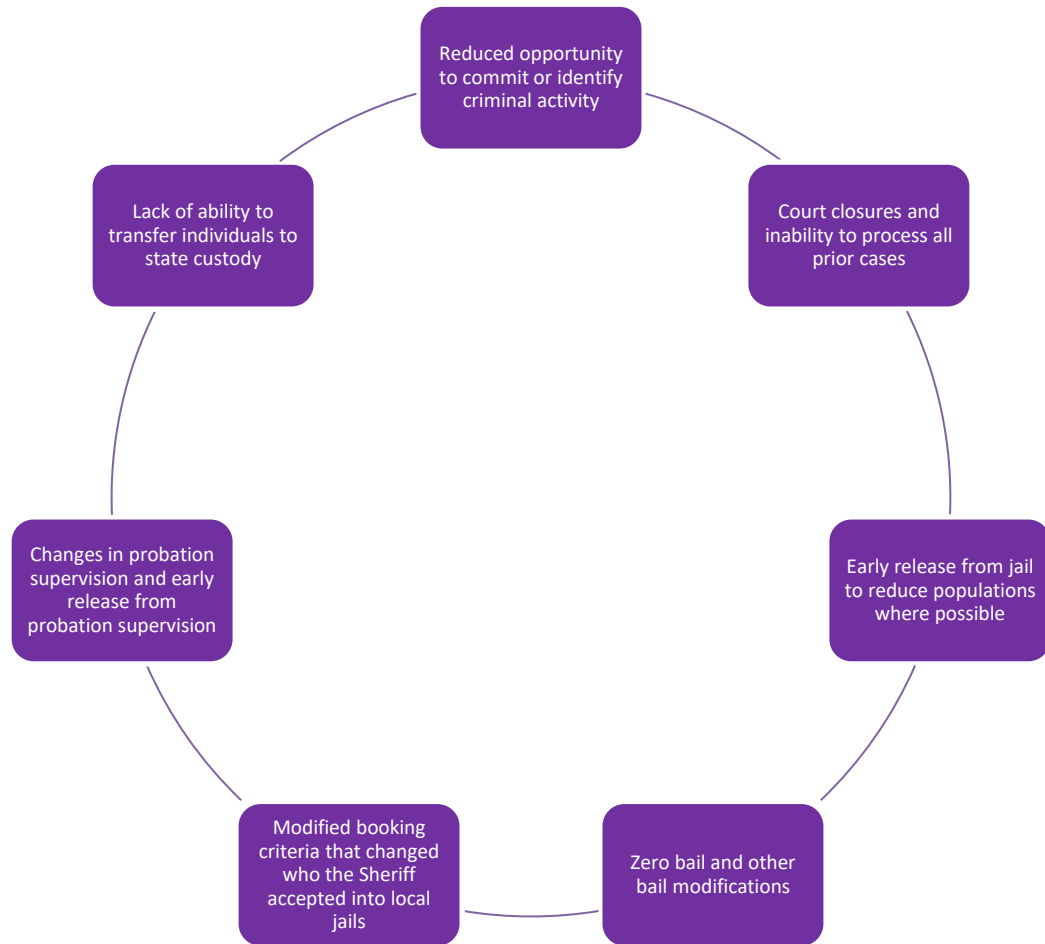 Reduced opportunity
to commit or identify
criminal activity
Court closures and
inability to process all
prior cases
Early release from jail
to reduce populations
where possible
Zero bail and other
bail modifications
Modified booking
criteria that changed
who the Sheriff
accepted into local
jails
Changes in probation
supervision and early
release from
probation supervision
Lack of ability to
transfer individuals to
state custody